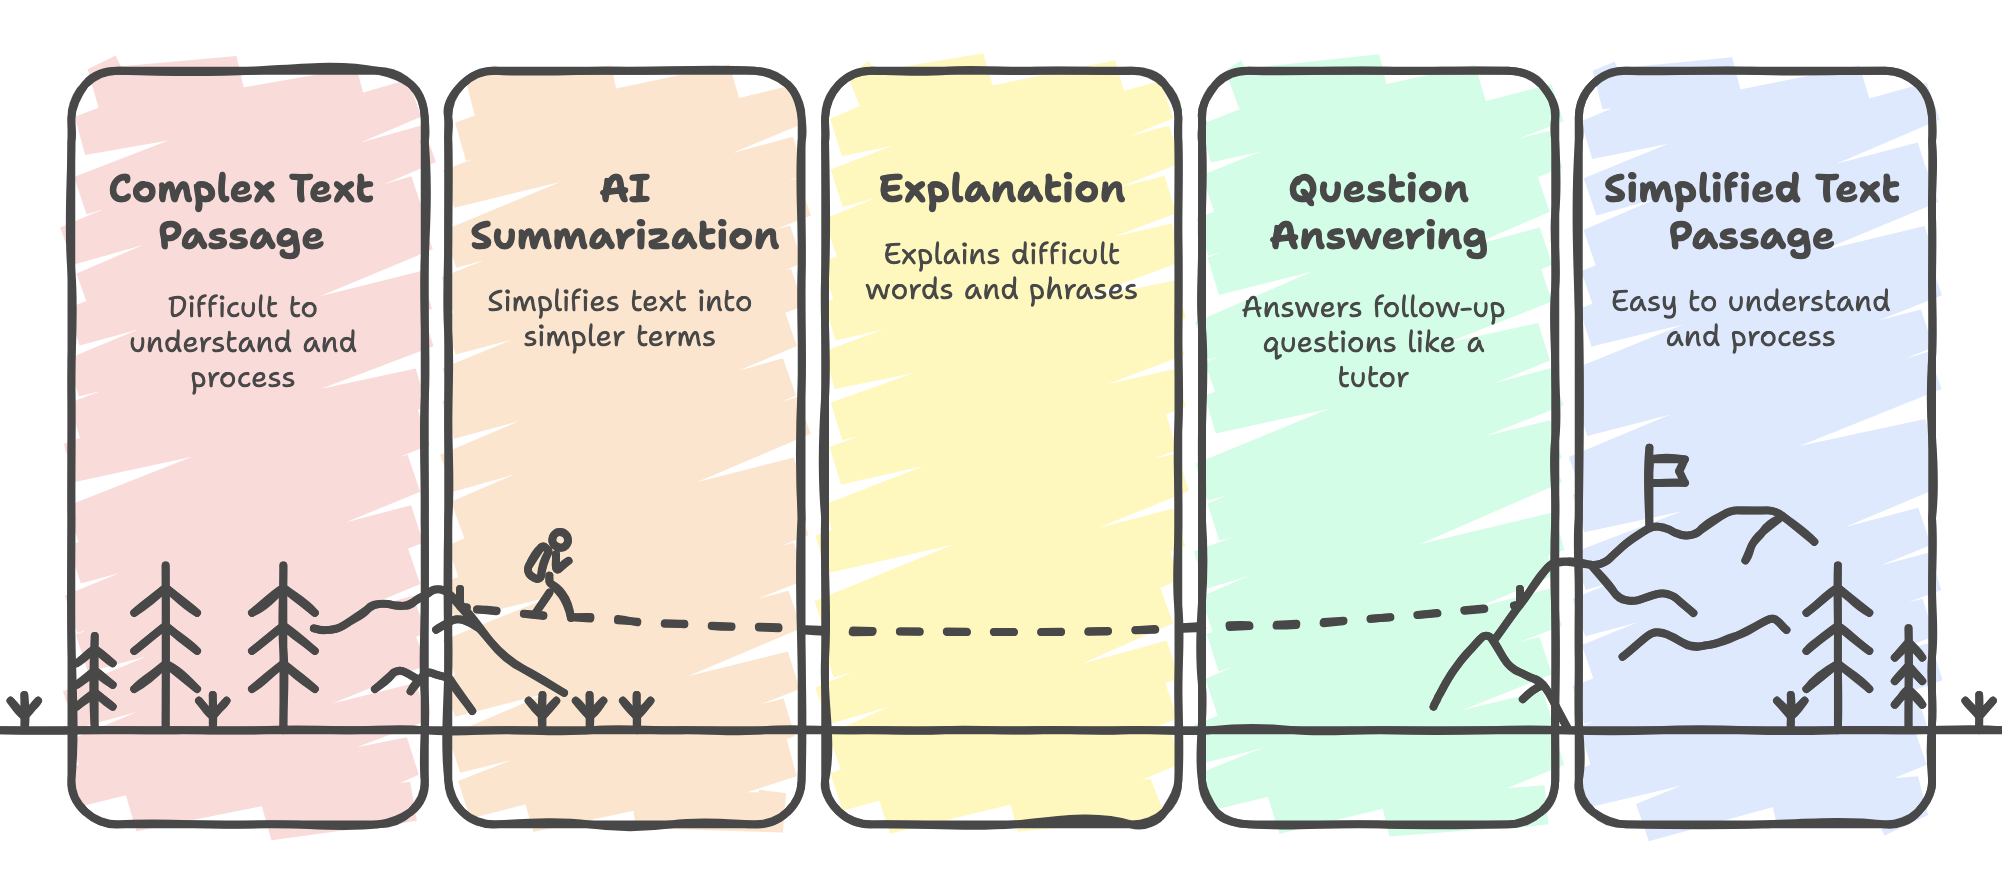 Complex Text
Passage
Difficult to
understand and
process
AI
Summarization
Simplifies text into
simpler terms
Explanation
Explains difficult
words and phrases
Question
Answering
Answers follow-up
questions like a
tutor
Simplified Text
Passage
Easy to understand
and process